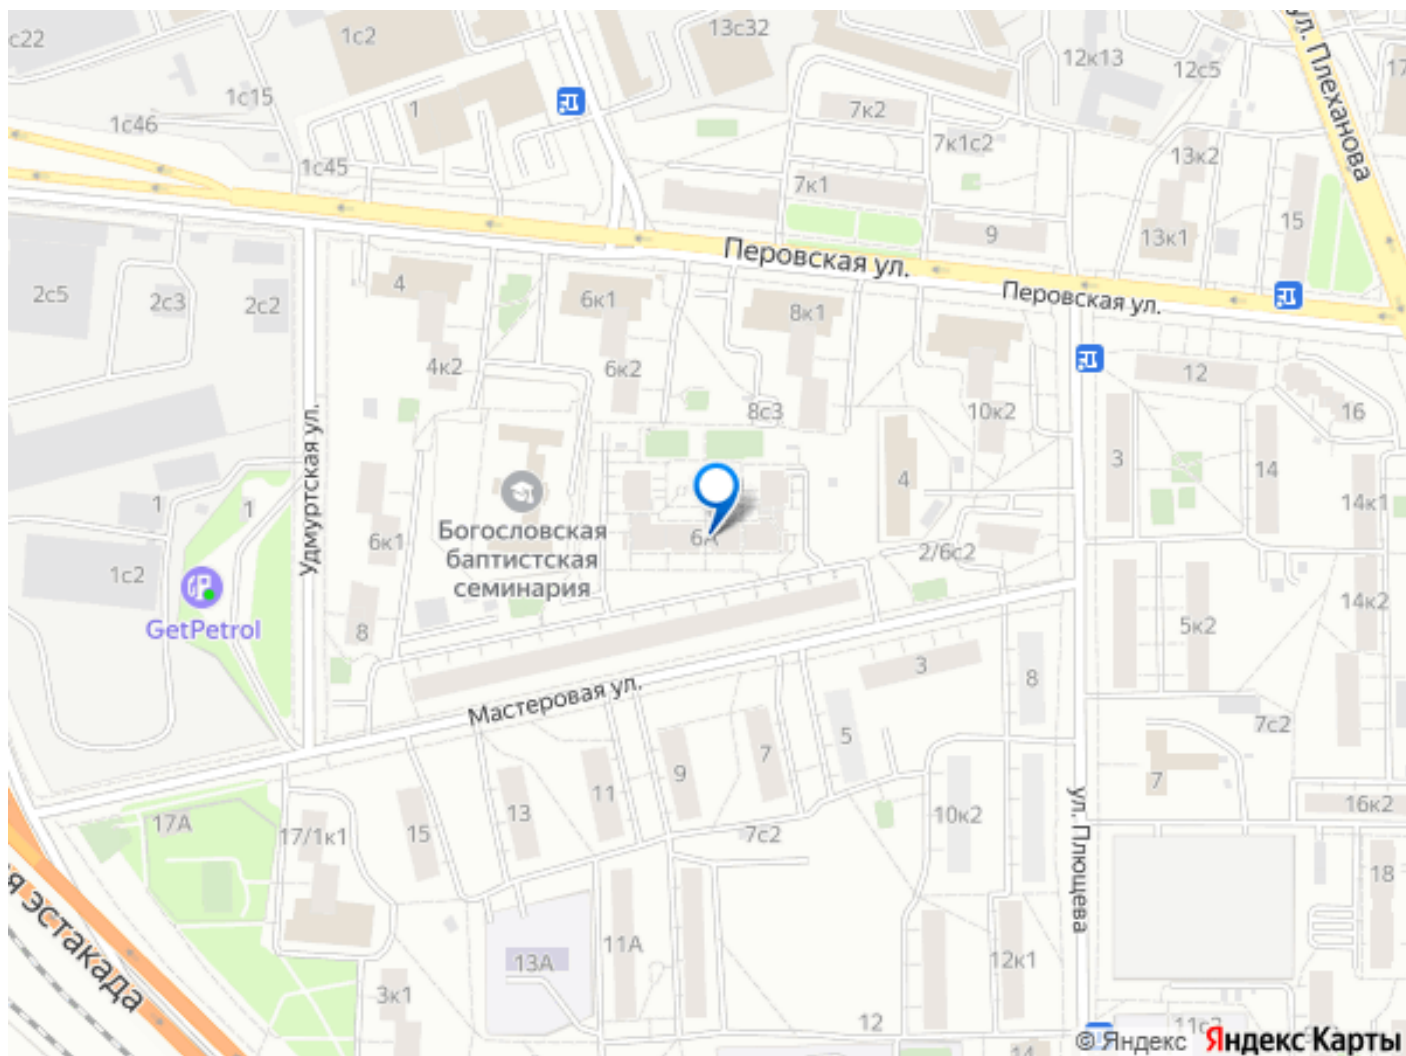 с22
1с2
13с32
12к13
12с5
17
ул. Плеханова
1с15
1
1с46
1с45
7к2
7к1с2
13к2
7к1
9
13к1
15
Перовская ул.
Перовская ул.
2с5
2с3
2с2
4
6к1
8к1
4к2
6к2
8с3
10к2
12
16
Удмуртская ул.
3
14
4
14к1
1
1
Богословская
баптистская
семинария
6А
2/6с2
6к1
1с2
GetPetrol
8
14к2
5к2
3
8
Мастеровая ул.
7с2
5
7
9
11
13
7
16к2
17А
17/1к1
15
7с2
10к2
ул. Плющева
18
я эстакада
11А
13А
12к1
3к1
12
11с2
14
© Яндекс Яндекс Карты